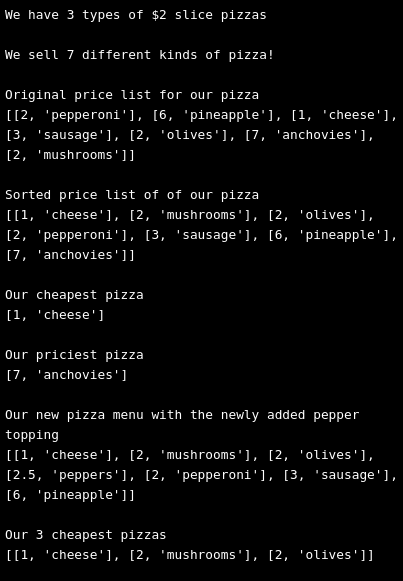 We have 3 types of $2 slice pizzas
We sell 7 different kinds of pizza!
Original price list for our pizza
[[2, 'pepperoni'], [6, 'pineapple'], [1, 'cheese'],
[3, 'sausage'], [2, 'olives'], [7, 'anchovies'],
[2, 'mushrooms']]
Sorted price list of of our pizza
[[1, 'cheese'], [2, 'mushrooms'], [2, 'olives'],
[2, 'pepperoni'], [3, 'sausage'], [6, 'pineapple'],
[7, 'anchovies']]
Our cheapest pizza
[1, 'cheese']
Our priciest pizza
[7, 'anchovies']
Our new pizza menu with the newly added pepper
topping
[[1, 'cheese'], [2, 'mushrooms'], [2, 'olives'],
[2.5, 'peppers'], [2, 'pepperoni'], [3, 'sausage'],
[6, 'pineapple']]
Our 3 cheapest pizzas
[[1, 'cheese'], [2, 'mushrooms'], [2, 'olives']]